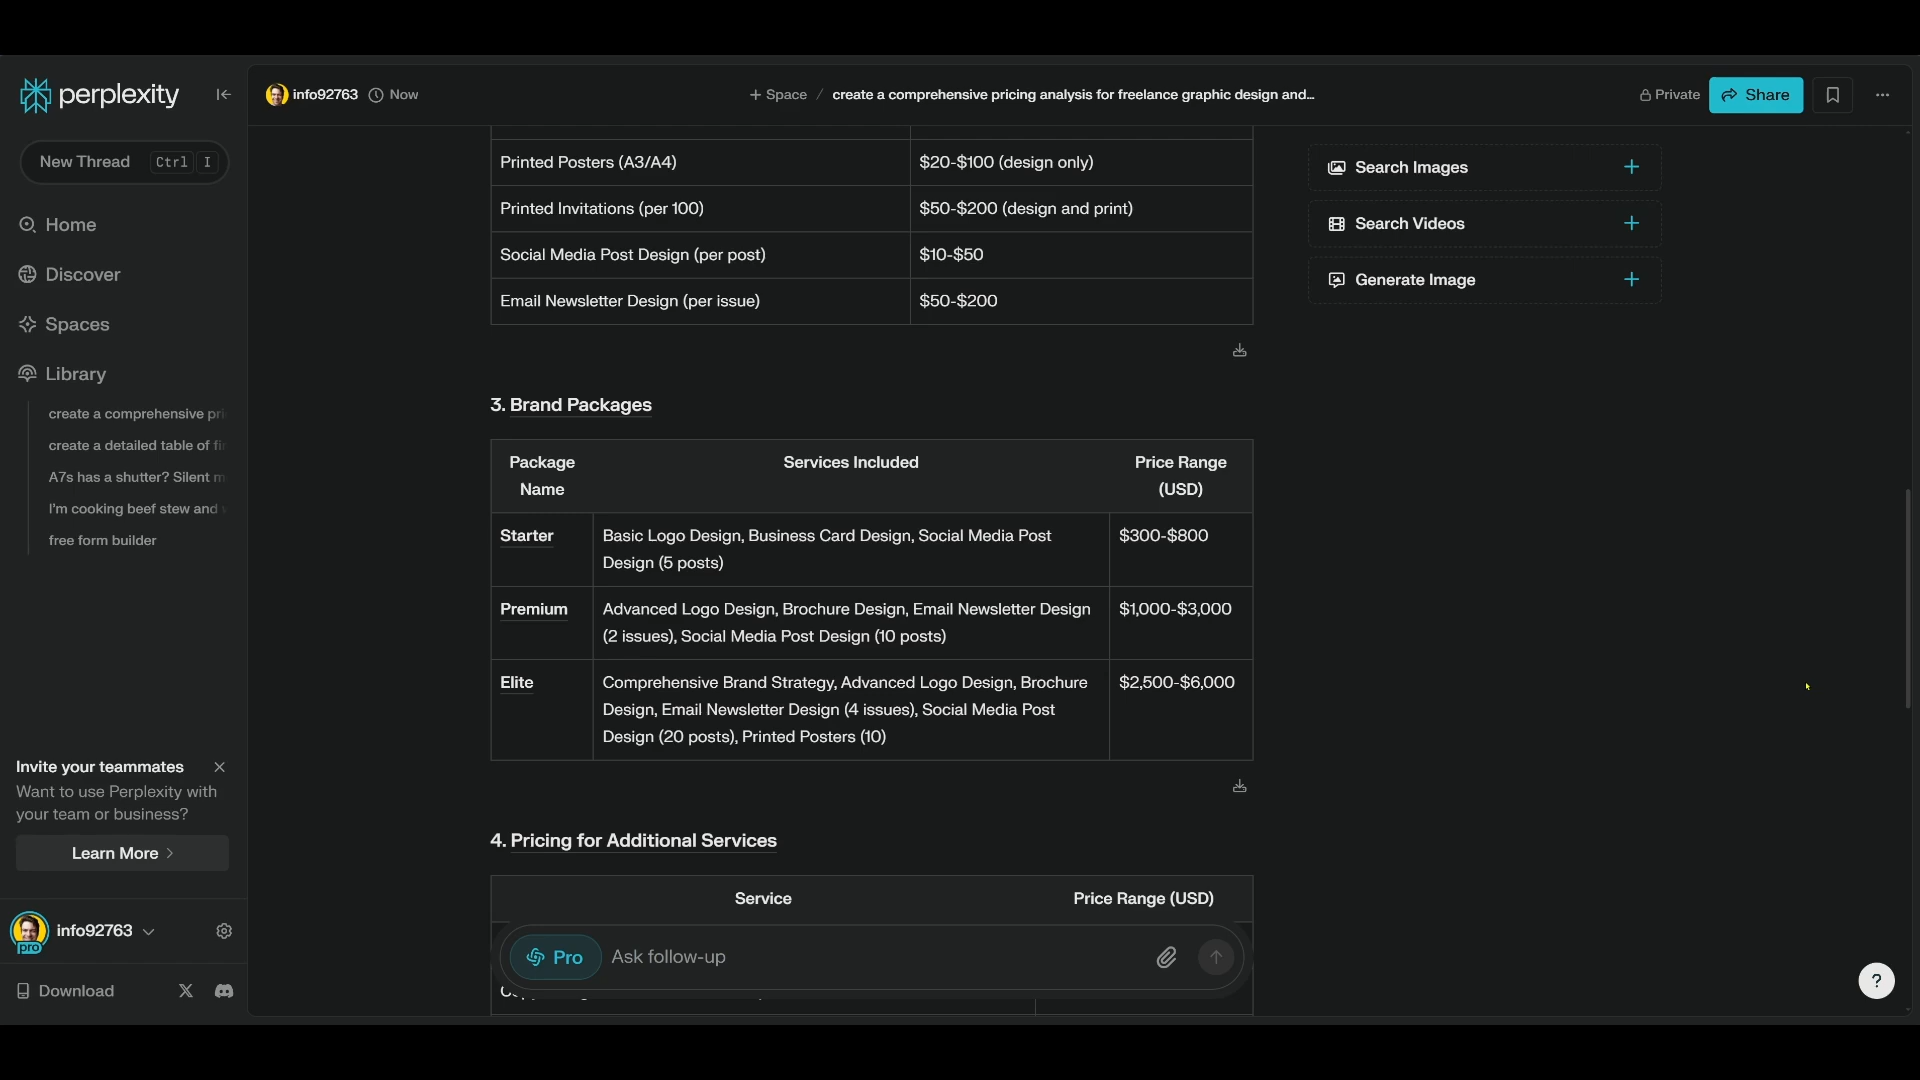 perplexity
New Thread Ctrl I
Home
Discover
Spaces
Library
create a comprehensive pri
create a detailed table of fi
A7s has a shutter? Silent m
I'm cooking beef stew and
free form builder
Invite your teammates
Want to use Perplexity with
your team or business?
Learn More
pro
info92763
Download
info92763 Now
+ Space / create a comprehensive pricing analysis for freelance graphic design and...
Private
Share
Printed Posters (A3/A4) $20-$100 (design only)
Printed Invitations (per 100) $50-$200 (design and print)
Social Media Post Design (per post) $10-$50
Email Newsletter Design (per issue) $50-$200
3. Brand Packages
Package
Name
Services Included
Price Range
(USD)
Starter
Basic Logo Design, Business Card Design, Social Media Post
Design (5 posts)
$300-$800
Premium
Advanced Logo Design, Brochure Design, Email Newsletter Design
(2 issues), Social Media Post Design (10 posts)
$1,000-$3,000
Elite
Comprehensive Brand Strategy, Advanced Logo Design, Brochure
Design, Email Newsletter Design (4 issues), Social Media Post
Design (20 posts), Printed Posters (10)
$2,500-$6,000
4. Pricing for Additional Services
Service Price Range (USD)
Pro Ask follow-up
Search Images
Search Videos
Generate Image
?